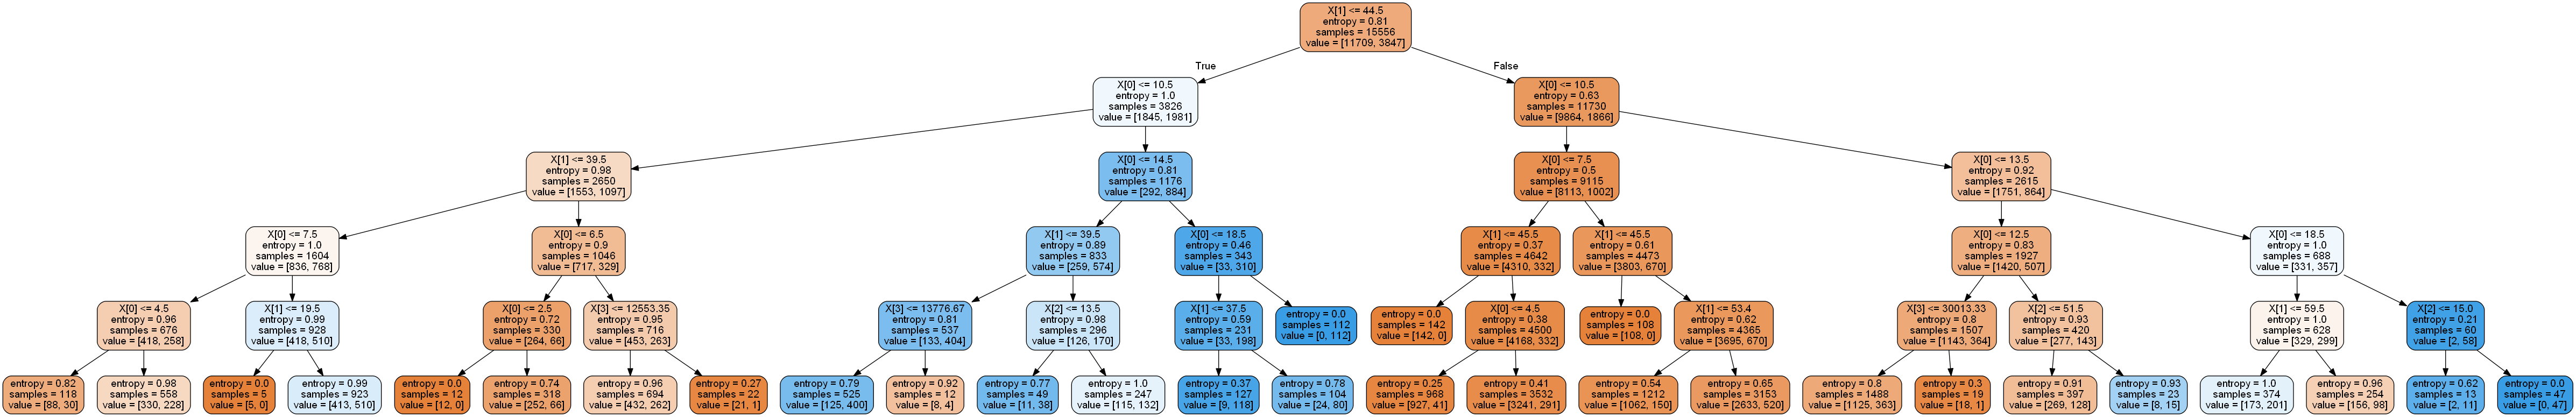 X[1] <= 44.5
entropy = 0.81
samples = 15556
value = [11709, 3847]
True
False
X[0] <= 10.5
entropy = 1.0
samples = 3826
value = [1845, 1981]
X[0] <= 10.5
entropy = 0.63
samples = 11730
value = [9864, 1866]
X[1] <= 39.5
entropy = 0.98
samples = 2650
value = [1553, 1097]
X[0] <= 14.5
entropy = 0.81
samples = 1176
value = [292, 884]
X[0] <= 7.5
entropy = 0.5
samples = 9115
value = [8113, 1002]
X[0] <= 13.5
entropy = 0.92
samples = 2615
value = [1751, 864]
X[0] <= 7.5
entropy = 1.0
samples = 1604
value = [836, 768]
X[0] <= 6.5
entropy = 0.9
samples = 1046
value = [717, 329]
X[1] <= 39.5
entropy = 0.89
samples = 833
value = [259, 574]
X[0] <= 18.5
entropy = 0.46
samples = 343
value = [33, 310]
X[1] <= 45.5
entropy = 0.37
samples = 4642
value = [4310, 332]
X[1] <= 45.5
entropy = 0.61
samples = 4473
value = [3803, 670]
X[0] <= 12.5
entropy = 0.83
samples = 1927
value = [1420, 507]
X[0] <= 18.5
entropy = 1.0
samples = 688
value = [331, 357]
X[0] <= 4.5
entropy = 0.96
samples = 676
value = [418, 258]
X[1] <= 19.5
entropy = 0.99
samples = 928
value = [418, 510]
X[0] <= 2.5
entropy = 0.72
samples = 330
value = [264, 66]
X[3] <= 12553.35
entropy = 0.95
samples = 716
value = [453, 263]
X[3] <= 13776.67
entropy = 0.81
samples = 537
value = [133, 404]
X[2] <= 13.5
entropy = 0.98
samples = 296
value = [126, 170]
X[1] <= 37.5
entropy = 0.59
samples = 231
value = [33, 198]
entropy = 0.0
samples = 112
value = [0, 112]
entropy = 0.0
samples = 142
value = [142, 0]
X[0] <= 4.5
entropy = 0.38
samples = 4500
value = [4168, 332]
entropy = 0.0
samples = 108
value = [108, 0]
X[1] <= 53.4
entropy = 0.62
samples = 4365
value = [3695, 670]
X[3] <= 30013.33
entropy = 0.8
samples = 1507
value = [1143, 364]
X[2] <= 51.5
entropy = 0.93
samples = 420
value = [277, 143]
X[1] <= 59.5
entropy = 1.0
samples = 628
value = [329, 299]
X[2] <= 15.0
entropy = 0.21
samples = 60
value = [2, 58]
entropy = 0.82
samples = 118
value = [88, 30]
entropy = 0.98
samples = 558
value = [330, 228]
entropy = 0.0
samples = 5
value = [5, 0]
entropy = 0.99
samples = 923
value = [413, 510]
entropy = 0.0
samples = 12
value = [12, 0]
entropy = 0.74
samples = 318
value = [252, 66]
entropy = 0.96
samples = 694
value = [432, 262]
entropy = 0.27
samples = 22
value = [21, 1]
entropy = 0.79
samples = 525
value = [125, 400]
entropy = 0.92
samples = 12
value = [8, 4]
entropy = 0.77
samples = 49
value = [11, 38]
entropy = 1.0
samples = 247
value = [115, 132]
entropy = 0.37
samples = 127
value = [9, 118]
entropy = 0.78
samples = 104
value = [24, 80]
entropy = 0.25
samples = 968
value = [927, 41]
entropy = 0.41
samples = 3532
value = [3241, 291]
entropy = 0.54
samples = 1212
value = [1062, 150]
entropy = 0.65
samples = 3153
value = [2633, 520]
entropy = 0.8
samples = 1488
value = [1125, 363]
entropy = 0.3
samples = 19
value = [18, 1]
entropy = 0.91
samples = 397
value = [269, 128]
entropy = 0.93
samples = 23
value = [8, 15]
entropy = 1.0
samples = 374
value = [173, 201]
entropy = 0.96
samples = 254
value = [156, 98]
entropy = 0.62
samples = 13
value = [2, 11]
entropy = 0.0
samples = 47
value = [0, 47]